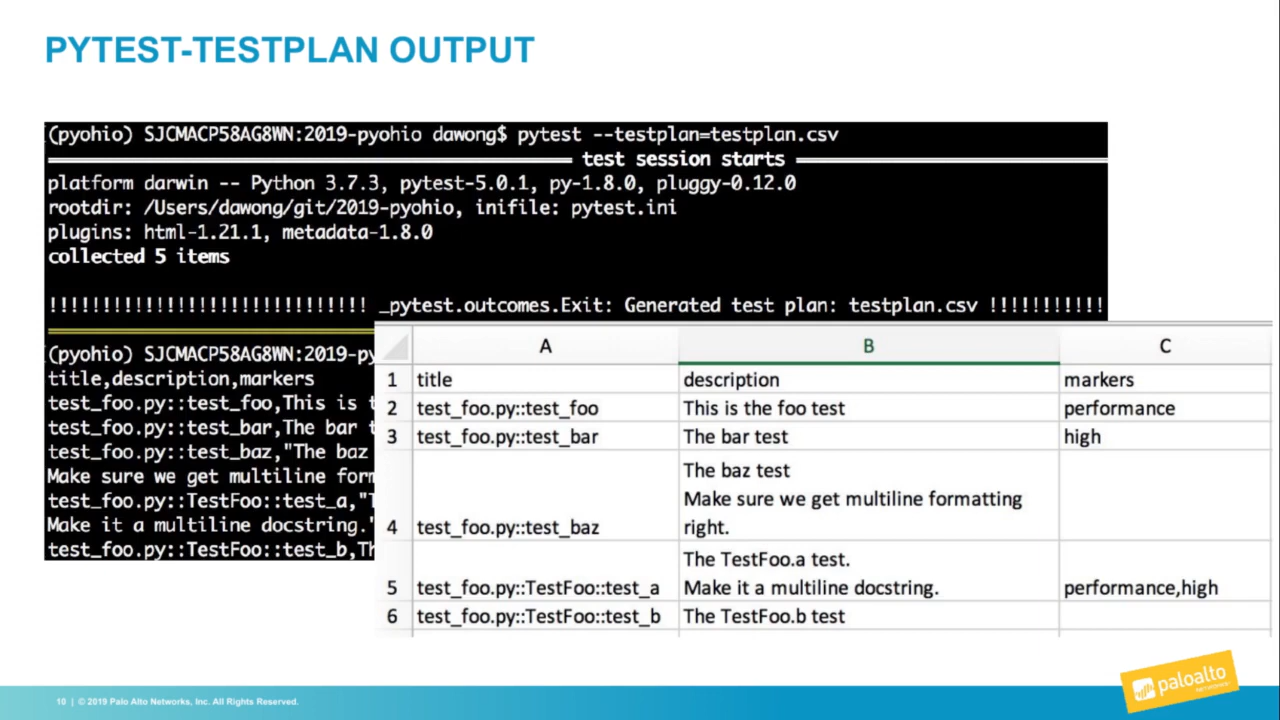 PYTEST-TESTPLAN OUTPUT
(pyohio) SJCMACP58AG8WN:2019-pyohio dawong$ pytest --testplan=testplan.csv
test session starts
platform darwin -- Python 3.7.3, pytest-5.0.1, py-1.8.0, pluggy-0.12.0
rootdir: /Users/dawong/git/2019-pyohio, inifile: pytest.ini
plugins: html-1.21.1, metadata-1.8.0
collected 5 items
!!!!!!!!!!!!!!!!!!!!!!!!!!!!!! _pytest.outcomes.Exit: Generated test plan: testplan.csv !!!!!!!!!!!
(pyohio) SJCMACP58AG8WN:2019-py
title,description,markers
test_foo.py::test_foo,This is t
test_foo.py::test_bar,The bar t
test_foo.py::test_baz,"The baz
Make sure we get multiline form
test_foo.py::TestFoo::test_a,"T
Make it a multiline docstring."
test_foo.py::TestFoo::test_b,Th
A B C
1 title description markers
2 test_foo.py::test_foo This is the foo test performance
3 test_foo.py::test_bar The bar test high
The baz test
Make sure we get multiline formatting
4 test_foo.py::test_baz right.
The TestFoo.a test.
5 test_foo.py::TestFoo::test_a Make it a multiline docstring. performance,high
6 test_foo.py::TestFoo::test_b The TestFoo.b test
10 | © 2019 Palo Alto Networks, Inc. All Rights Reserved.
paloalto
NETWORKS